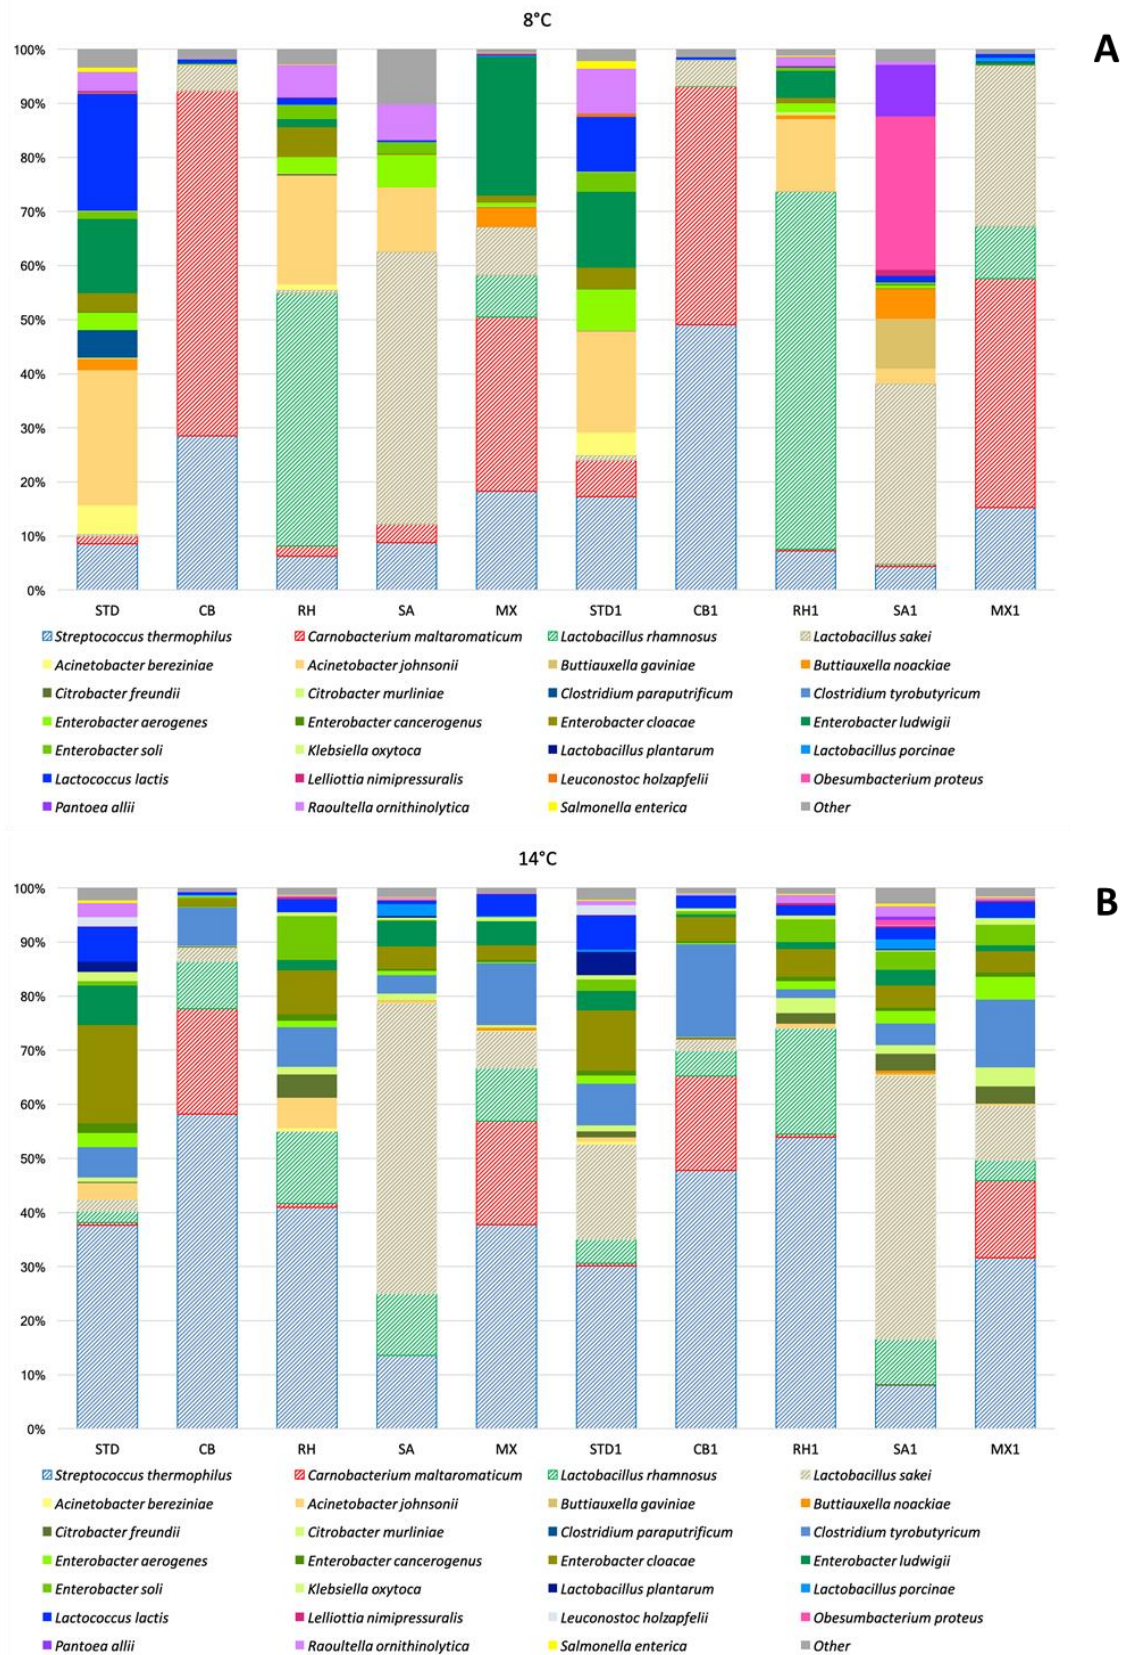 8°C
A
100%
90%
80%
70%
60%
50%
40%
30%
20%
10%
0%
STD CB RH SA MX STD1 CB1 RH1 SA1 MX1
Streptococcus thermophilus Carnobacterium maltaromaticum Lactobacillus rhamnosus Lactobacillus sakei
Acinetobacter bereziniae Acinetobacter johnsonii Buttiauxella gaviniae Buttiauxella noackiae
Citrobacter freundii Citrobacter murliniae Clostridium paraputrificum Clostridium tyrobutyricum
Enterobacter aerogenes Enterobacter cancerogenus Enterobacter cloacae Enterobacter ludwigii
Enterobacter soli Klebsiella oxytoca Lactobacillus plantarum Lactobacillus porcinae
Lactococcus lactis Lelliottia nimipressuralis Leuconostoc holzapfelii Obesumbacterium proteus
Pantoea allii Raoultella ornithinolytica Salmonella enterica Other
14°C
B
100%
90%
80%
70%
60%
50%
40%
30%
20%
10%
0%
STD CB RH SA MX STD1 CB1 RH1 SA1 MX1
Streptococcus thermophilus Carnobacterium maltaromaticum Lactobacillus rhamnosus Lactobacillus sakei
Acinetobacter bereziniae Acinetobacter johnsonii Buttiauxella gaviniae Buttiauxella noackiae
Citrobacter freundii Citrobacter murliniae Clostridium paraputrificum Clostridium tyrobutyricum
Enterobacter aerogenes Enterobacter cancerogenus Enterobacter cloacae Enterobacter ludwigii
Enterobacter soli Klebsiella oxytoca Lactobacillus plantarum Lactobacillus porcinae
Lactococcus lactis Lelliottia nimipressuralis Leuconostoc holzapfelii Obesumbacterium proteus
Pantoea allii Raoultella ornithinolytica Salmonella enterica Other